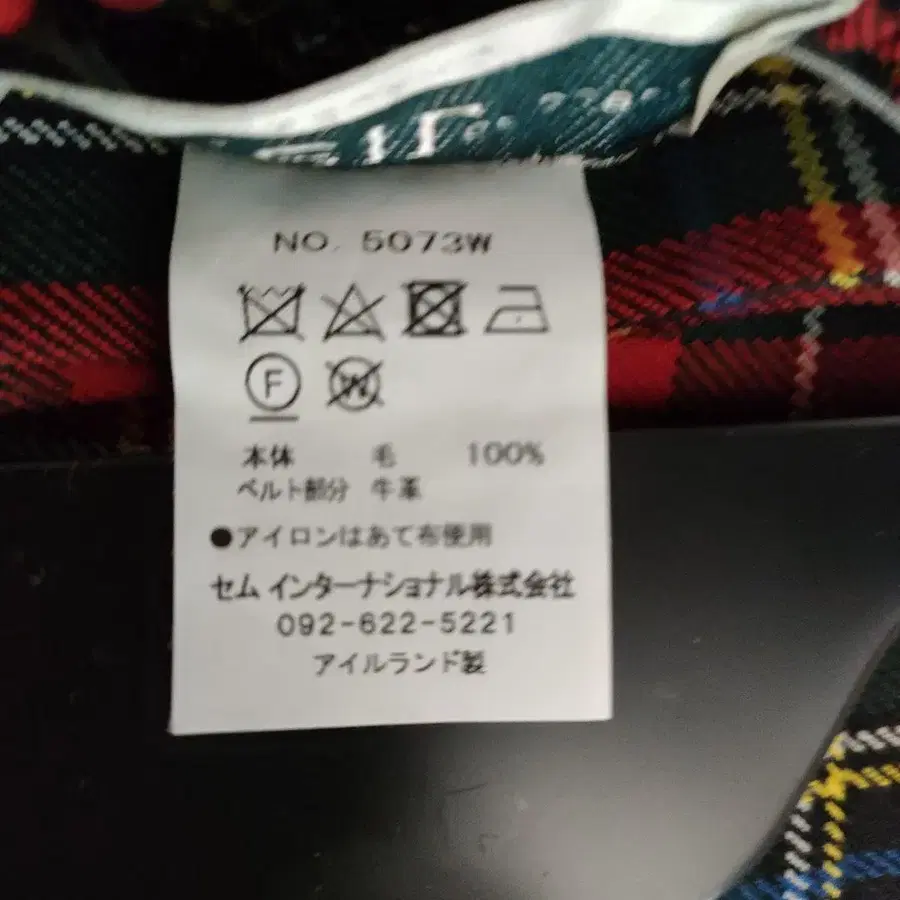 NO. 5073W
F
W
本体 毛 100%
ベルト部分 牛革
●アイロンはあて布使用
セム インターナショナル株式会社
092-622-5221
アイルランド製